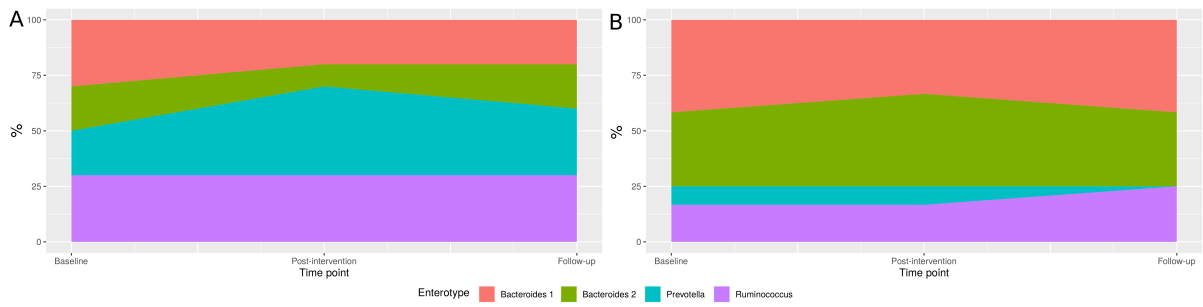 A
100
75
50
25
0
%
Baseline Post-intervention Follow-up
Time point
B
100
75
50
25
0
%
Baseline Post-intervention Follow-up
Time point
Enterotype Bacteroides 1 Bacteroides 2 Prevotella Ruminococcus